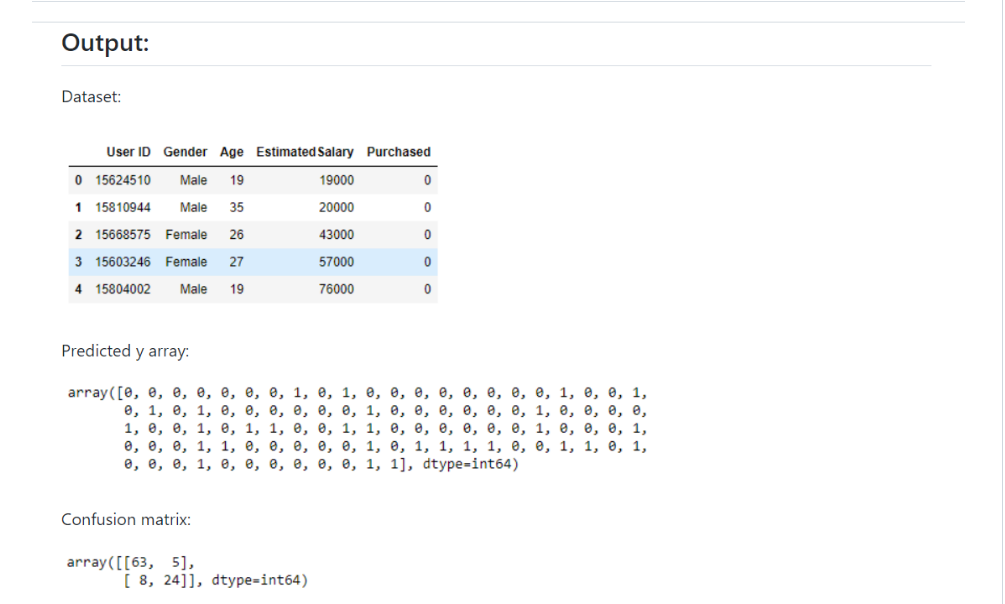 Output:
Dataset:
User ID Gender Age EstimatedSalary Purchased
0 15624510 Male 19 19000 0
1 15810944 Male 35 20000 0
2 15668575 Female 26 43000 0
3 15603246 Female 27 57000 0
4 15804002 Male 19 76000 0
Predicted y array:
array([0, 0, 0, 0, 0, 0, 0, 1, 0, 1, 0, 0, 0, 0, 0, 0, 0, 0, 1, 0, 0, 1,
0, 1, 0, 1, 0, 0, 0, 0, 0, 0, 1, 0, 0, 0, 0, 0, 0, 1, 0, 0, 0, 0,
1, 0, 0, 1, 0, 1, 1, 0, 0, 1, 1, 0, 0, 0, 0, 0, 0, 1, 0, 0, 0, 1,
0, 0, 0, 1, 1, 0, 0, 0, 0, 0, 1, 0, 1, 1, 1, 1, 0, 0, 1, 1, 0, 1,
0, 0, 0, 1, 0, 0, 0, 0, 0, 0, 1, 1], dtype=int64)
Confusion matrix:
array([[63, 5],
[ 8, 24]], dtype=int64)